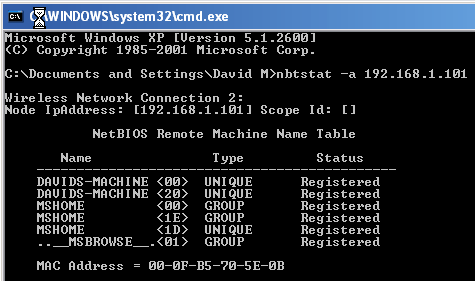 C:\WINDOWS\system32\cmd.exe
Microsoft Windows XP [Version 5.1.2600]
(C) Copyright 1985-2001 Microsoft Corp.
C:\Documents and Settings\David M>nbtstat -a 192.168.1.101
Wireless Network Connection 2:
Node IpAddress: [192.168.1.101] Scope Id: []
NetBIOS Remote Machine Name Table
Name Type Status
---------------------------------------------
DAVIDS-MACHINE <00> UNIQUE Registered
DAVIDS-MACHINE <20> UNIQUE Registered
MSHOME <00> GROUP Registered
MSHOME <1E> GROUP Registered
MSHOME <1D> UNIQUE Registered
..__MSBROWSE__.<01> GROUP Registered
MAC Address = 00-0F-B5-70-5E-0B